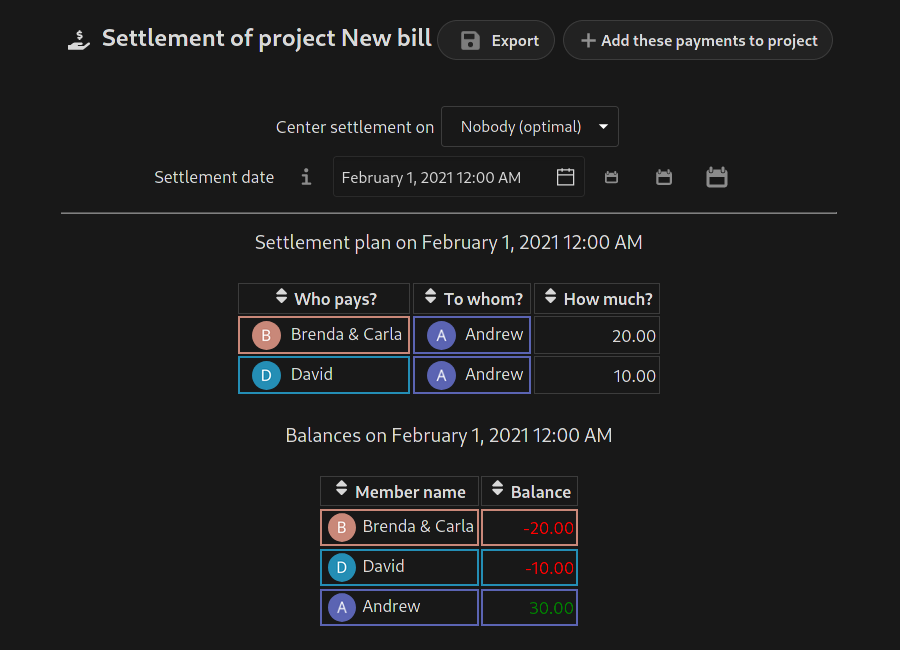 Settlement of project New bill Export + Add these payments to project
Center settlement on Nobody (optimal)
Settlement date i February 1, 2021 12:00 AM
Settlement plan on February 1, 2021 12:00 AM
Who pays? To whom? How much?
B Brenda & Carla A Andrew 20.00
D David A Andrew 10.00
Balances on February 1, 2021 12:00 AM
Member name Balance
B Brenda & Carla -20.00
D David -10.00
A Andrew 30.00